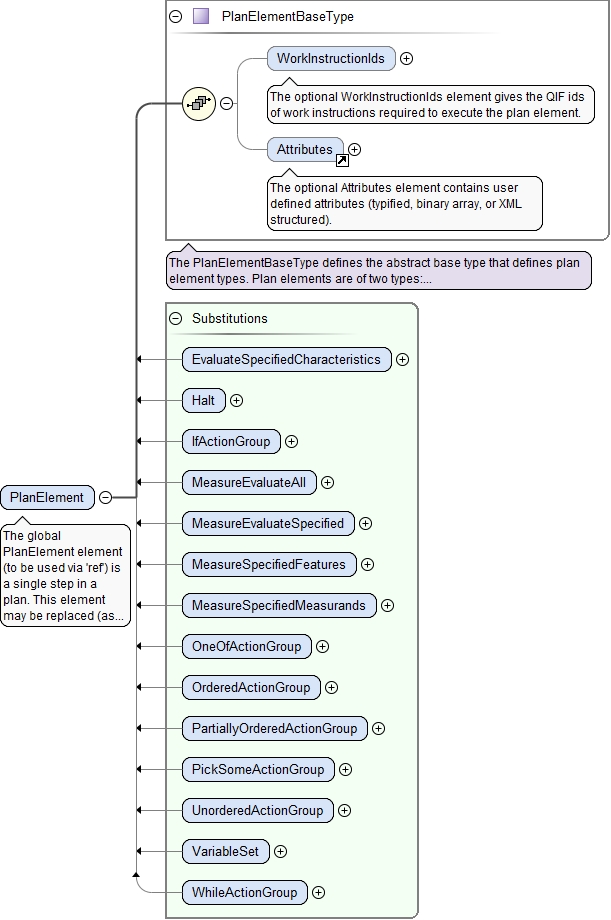 PlanElementBaseType
WorkInstructionIds
The optional WorkInstructionIds element gives the QIF ids
of work instructions required to execute the plan element.
Attributes
The optional Attributes element contains user
defined attributes (typified, binary array, or XML
structured).
The PlanElementBaseType defines the abstract base type that defines plan
element types. Plan elements are of two types:...
Substitutions
EvaluateSpecifiedCharacteristics
Halt
IfActionGroup
MeasureEvaluateAll
PlanElement
The global
PlanElement element
(to be used via 'ref') is
a single step in a
plan. This element
may be replaced (as...
MeasureEvaluateSpecified
MeasureSpecifiedFeatures
MeasureSpecifiedMeasurands
OneOfActionGroup
OrderedActionGroup
PartiallyOrderedActionGroup
PickSomeActionGroup
UnorderedActionGroup
VariableSet
WhileActionGroup